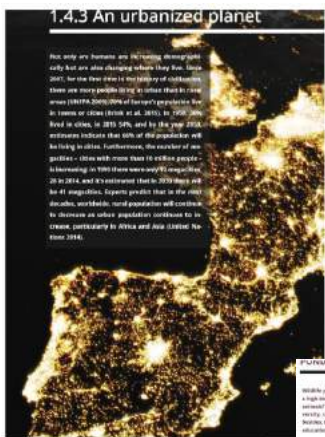 1.4.3 An urbanized planet
Not only are humans are increasing demographi-
cally but are also changing where they live. Since
2007, for the first time in the history of civilization,
there are more people living in urban than in rural
areas (UNFPA 2009). 70% of Europe's population live
in towns or cities (Brink et al. 2015). In 1950, 30%
lived in cities, in 2015 54%, and by the year 2050,
estimates indicate that 66% of the population will
be living in cities. Furthermore, the number of me-
gacities – cities with more than 10 million people –
is increasing: in 1990 there were only 10 megacities,
28 in 2014, and it's estimated that in 2030 there will
be 41 megacities. Experts predict that in the next
decades, worldwide, rural population will continue
to decrease as urban population continues to in-
crease, particularly in Africa and Asia (United Na-
tions 2014).
Wildlife
a high